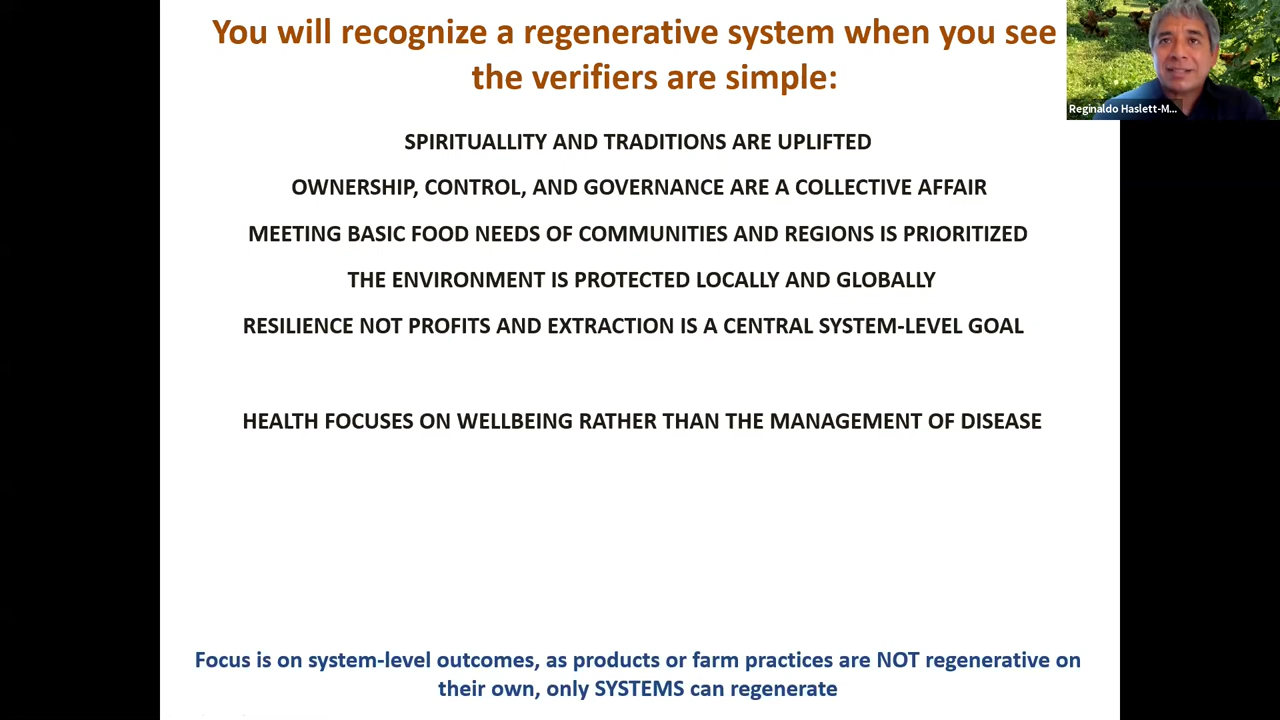 You will recognize a regenerative system when you see
the verifiers are simple:
Reginaldo Haslett-M...
SPIRITUALLITY AND TRADITIONS ARE UPLIFTED
OWNERSHIP, CONTROL, AND GOVERNANCE ARE A COLLECTIVE AFFAIR
MEETING BASIC FOOD NEEDS OF COMMUNITIES AND REGIONS IS PRIORITIZED
THE ENVIRONMENT IS PROTECTED LOCALLY AND GLOBALLY
RESILIENCE NOT PROFITS AND EXTRACTION IS A CENTRAL SYSTEM-LEVEL GOAL
HEALTH FOCUSES ON WELLBEING RATHER THAN THE MANAGEMENT OF DISEASE
Focus is on system-level outcomes, as products or farm practices are NOT regenerative on
their own, only SYSTEMS can regenerate